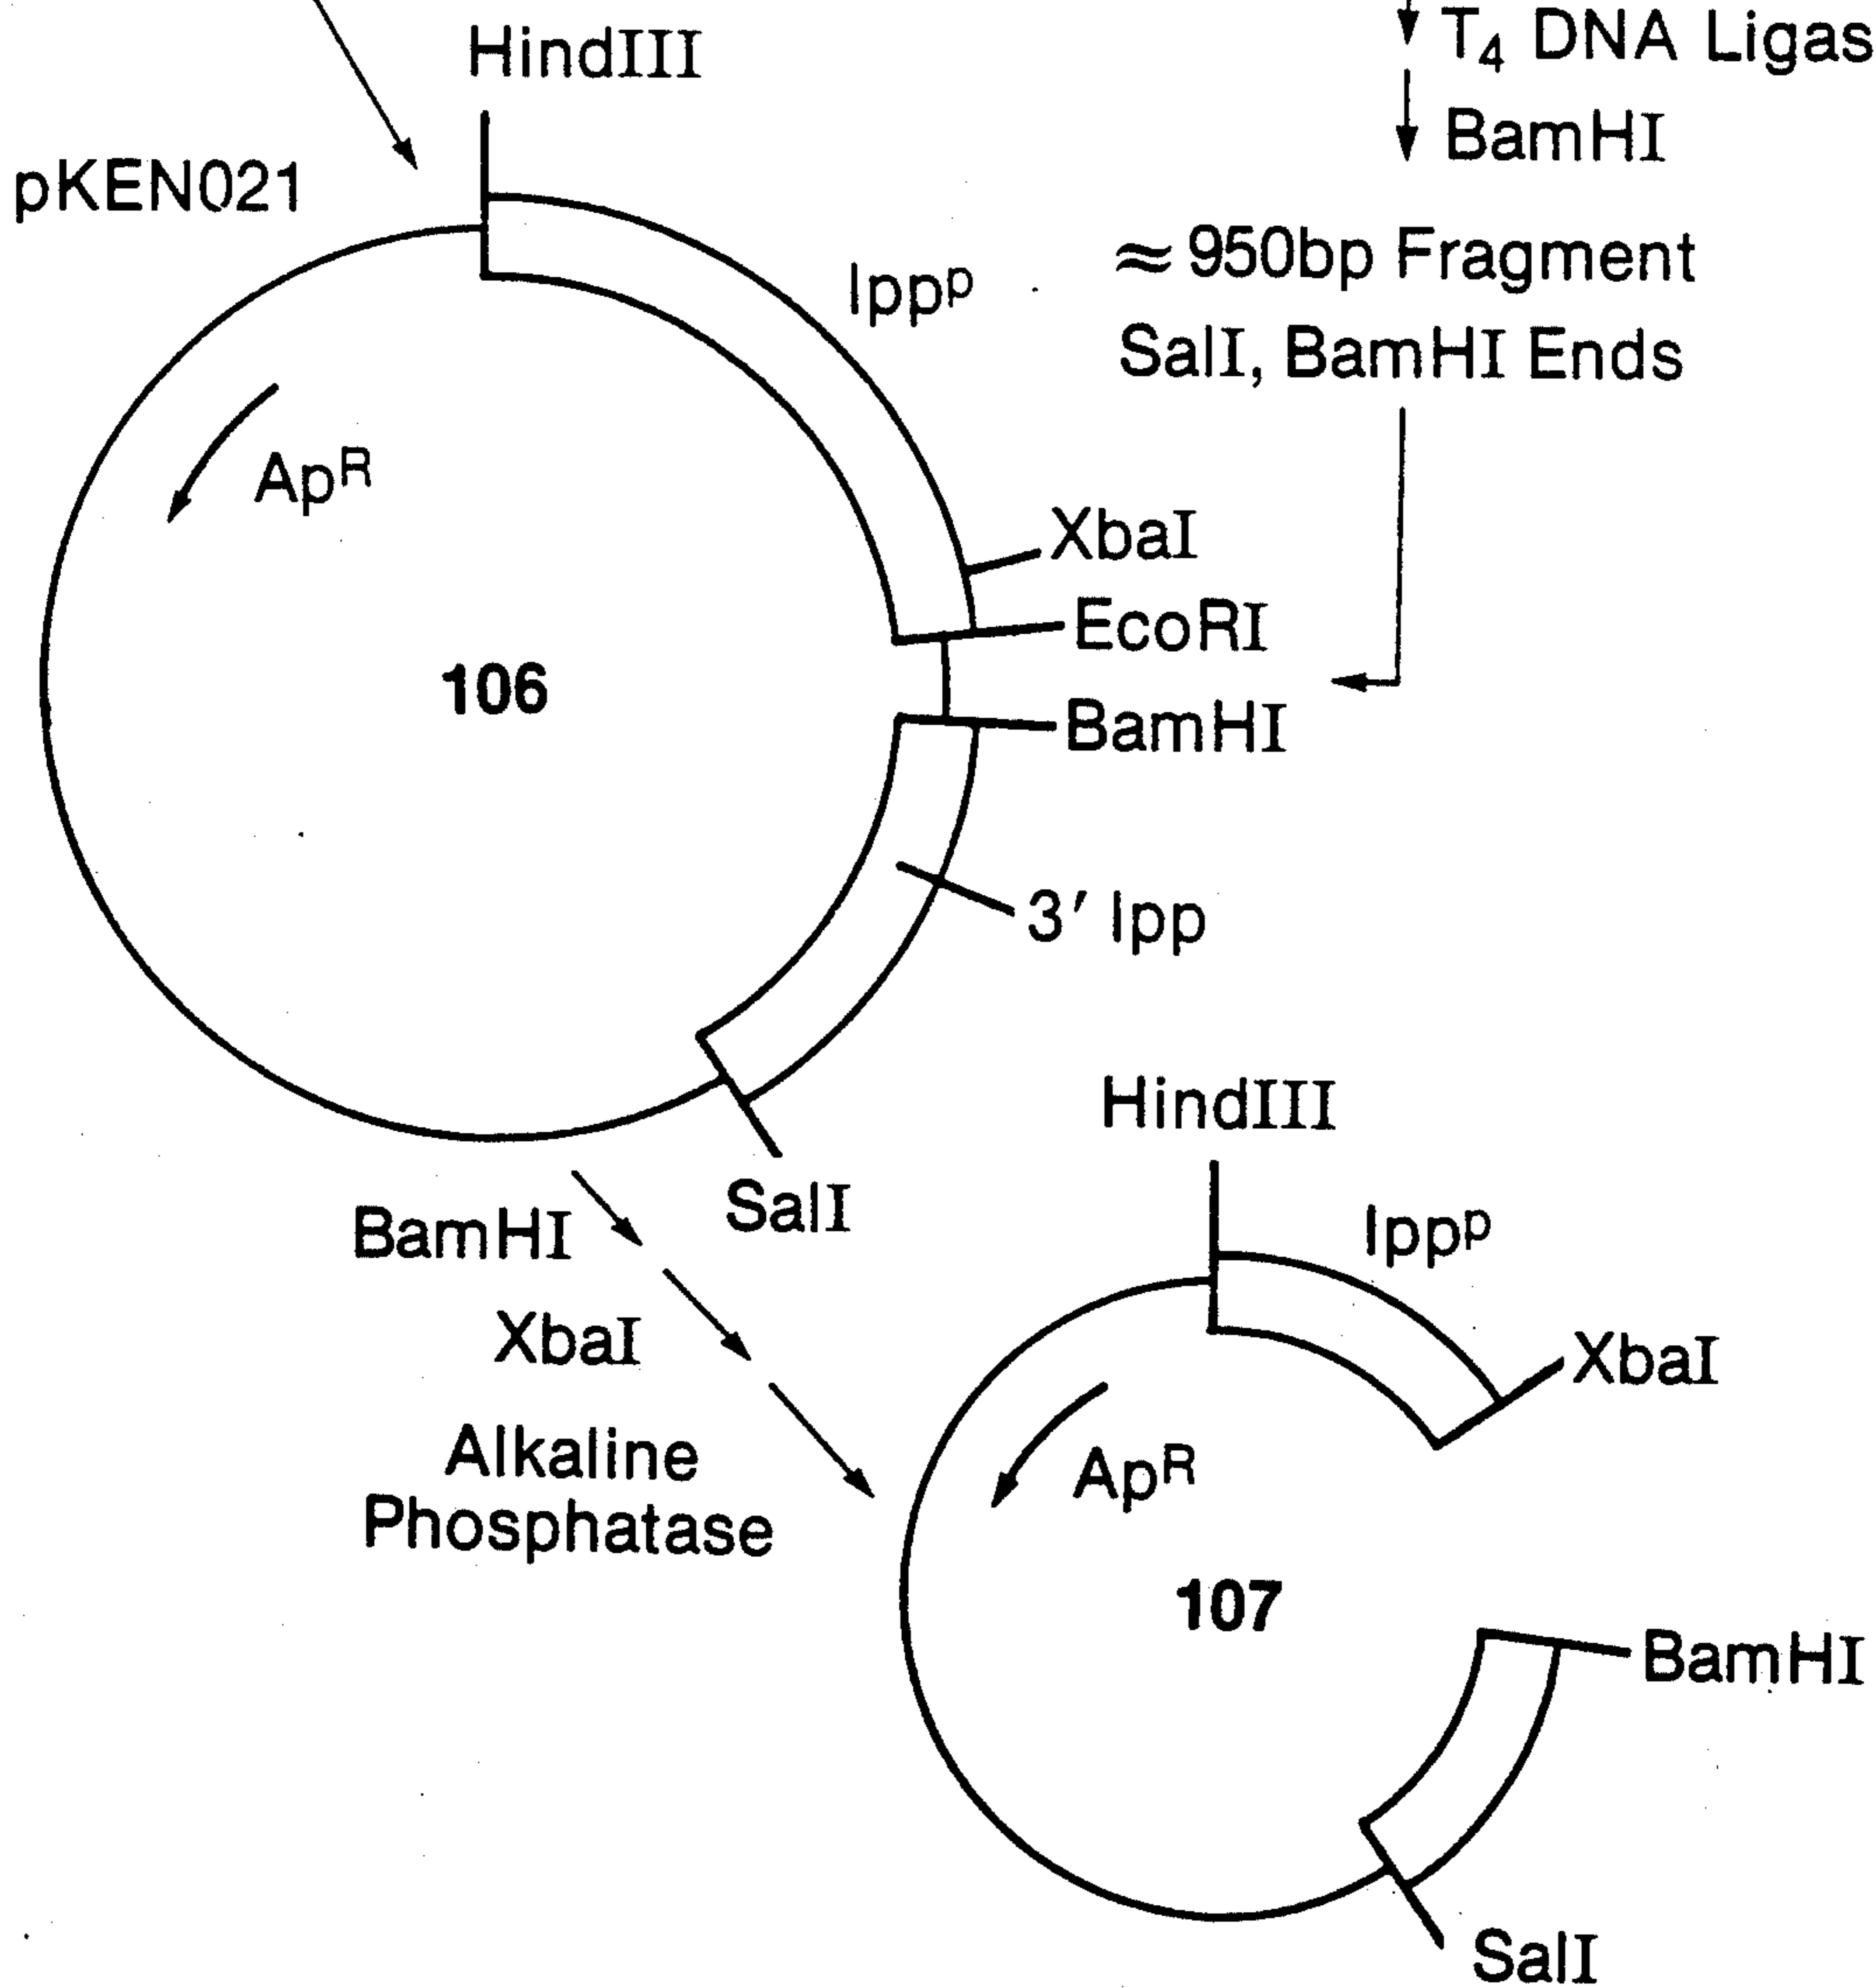 HindIII
T4 DNA Ligas
BamHI
pKEN021
≈ 950bp Fragment
SalI, BamHI Ends
lppp
ApR
XbaI
EcoRI
106
BamHI
3' lpp
HindIII
SalI
BamHI
lppp
XbaI
XbaI
Alkaline
Phosphatase
ApR
107
BamHI
SalI